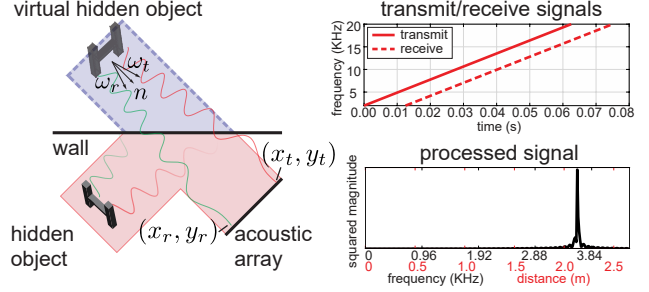 virtual hidden object
ω_t
ω_r
n
wall
(x_t, y_t)
(x_r, y_r)
hidden
object
acoustic
array
transmit/receive signals
frequency (KHz)
20
15
10
5
transmit
receive
0.00 0.01 0.02 0.03 0.04 0.05 0.06 0.07 0.08
time (s)
processed signal
squared magnitude
0 0.96 1.92 2.88 3.84
0 0.5 1.0 1.5 2.0 2.5
frequency (KHz) distance (m)